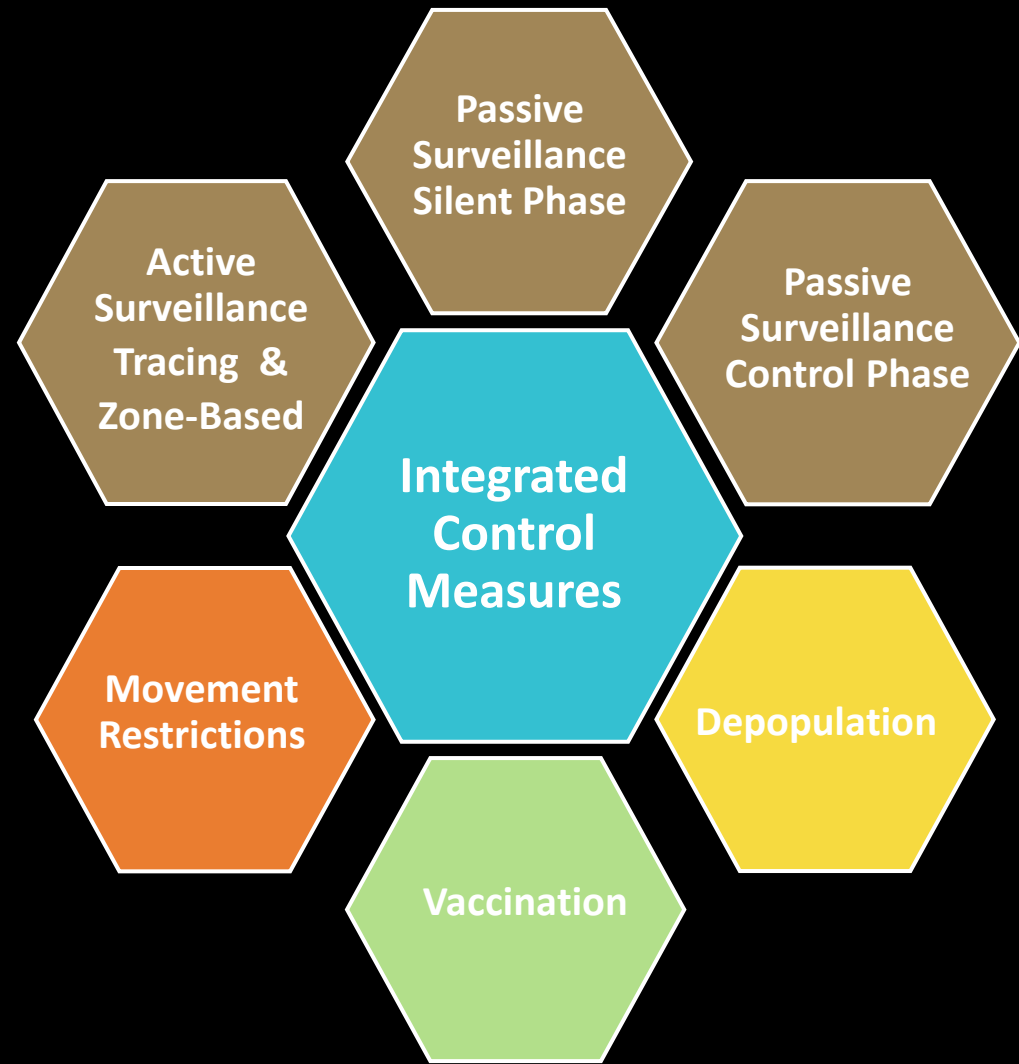 Passive
Surveillance
Silent Phase
Active
Surveillance
Tracing &
Zone-Based
Passive
Surveillance
Control Phase
Integrated
Control
Measures
Movement
Restrictions
Depopulation
Vaccination